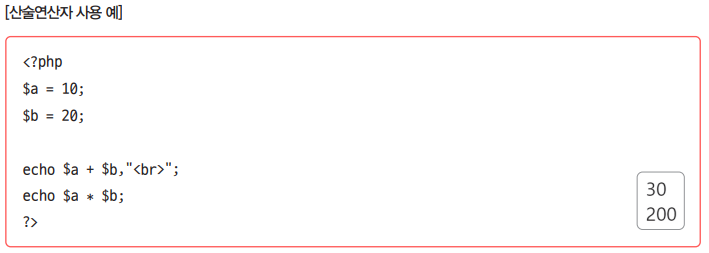 [산술연산자 사용 예]
<?php
$a = 10;
$b = 20;
echo $a + $b,"<br>";
echo $a * $b;
?>
30
200